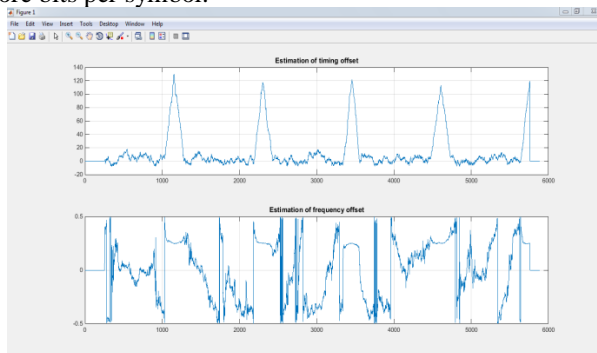 ore bits per symbol.
Figure 1
File Edit View Insert Tools Desktop Window Help
Estimation of timing offset
140
120
100
80
60
40
20
0
-20
0 1000 2000 3000 4000 5000 6000
Estimation of frequency offset
0.5
0
-0.5
0 1000 2000 3000 4000 5000 6000